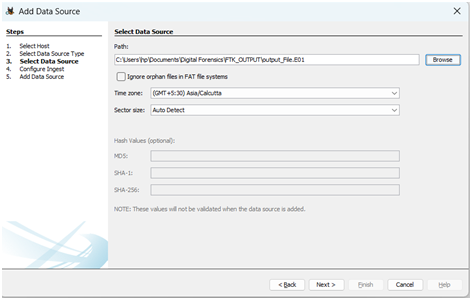 Add Data Source
Steps
1. Select Host
2. Select Data Source Type
3. Select Data Source
4. Configure Ingest
5. Add Data Source
Select Data Source
Path:
C:\Users\hp\Documents\Digital Forensics\FTK_OUTPUT\output_File.E01
Browse
Ignore orphan files in FAT file systems
Time zone: (GMT+5:30) Asia/Calcutta
Sector size: Auto Detect
Hash Values (optional):
MD5:
SHA-1:
SHA-256:
NOTE: These values will not be validated when the data source is added.
< Back Next > Finish Cancel Help